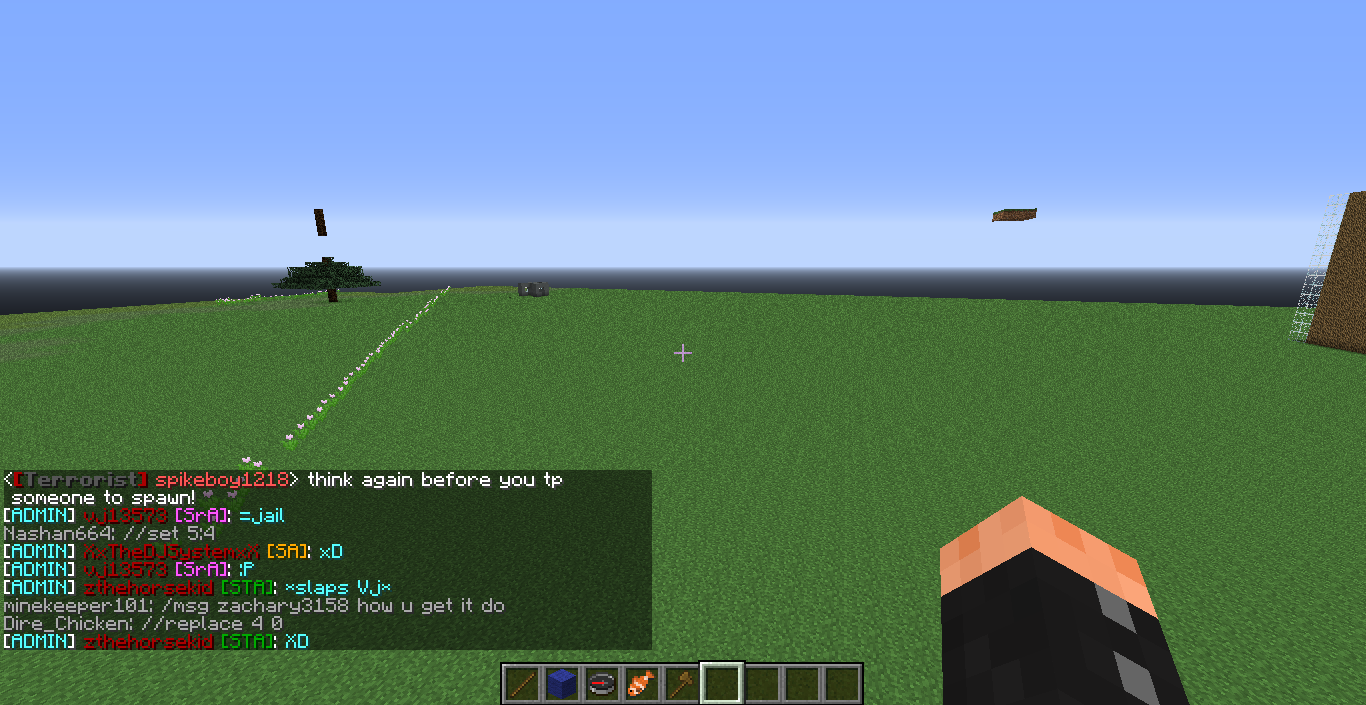 <[Terrorist] spikeboy1218> think again before you tp
someone to spawn!
[ADMIN] vj13573 [SrA]: =jail
Nashan664: //set 5:4
[ADMIN] XxTheDJSystemxX [SA]: xD
[ADMIN] vj13573 [SrA]: :P
[ADMIN] zthehorsekid [STA]: *slaps Vj*
minekeeper101: /msg zachary3158 how u get it do
Dire_Chicken: //replace 4 0
[ADMIN] zthehorsekid [STA]: XD